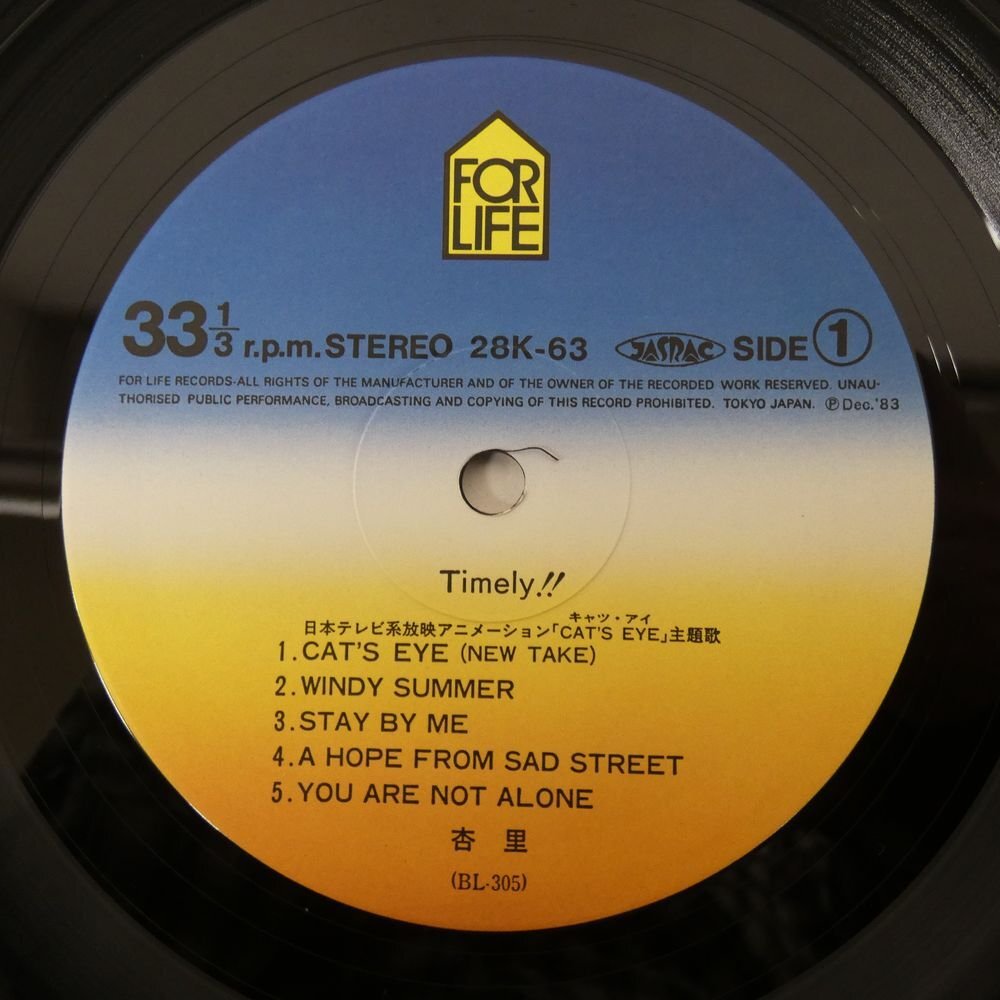 FOR
LIFE
33 1/3 r.p.m. STEREO 28K-63 JASRAC SIDE 1
FOR LIFE RECORDS-ALL RIGHTS OF THE MANUFACTURER AND OF THE OWNER OF THE RECORDED WORK RESERVED. UNAU-
THORISED PUBLIC PERFORMANCE, BROADCASTING AND COPYING OF THIS RECORD PROHIBITED. TOKYO JAPAN. ℗ Dec.'83
Timely!!
キャツ・アイ
日本テレビ系放映アニメーション「CAT'S EYE」主題歌
1. CAT'S EYE (NEW TAKE)
2. WINDY SUMMER
3. STAY BY ME
4. A HOPE FROM SAD STREET
5. YOU ARE NOT ALONE
杏里
(BL-305)